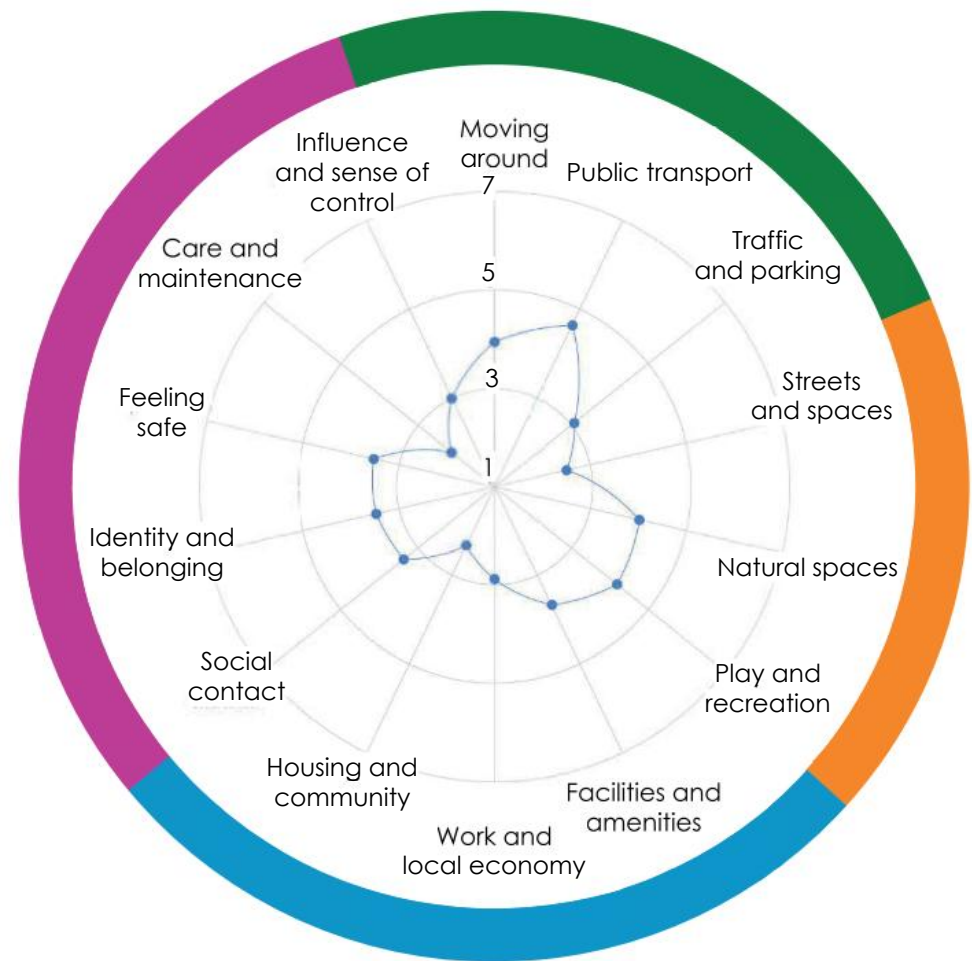 Moving
around
Public transport
Traffic
and parking
Streets
and spaces
Natural spaces
Play and
recreation
Facilities and
amenities
Work and
local economy
Housing and
community
Social
contact
Identity and
belonging
Feeling
safe
Care and
maintenance
Influence
and sense of
control
7
5
3
1